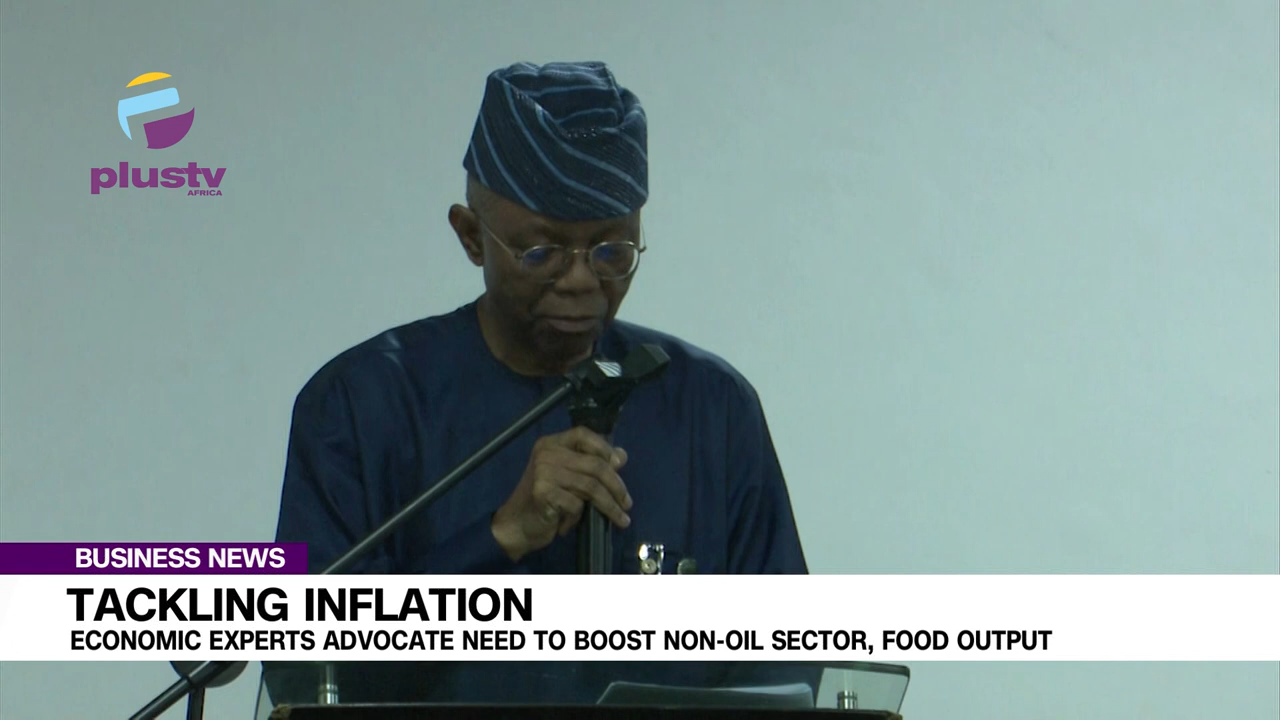 plustv
AFRICA
BUSINESS NEWS
TACKLING INFLATION
ECONOMIC EXPERTS ADVOCATE NEED TO BOOST NON-OIL SECTOR, FOOD OUTPUT